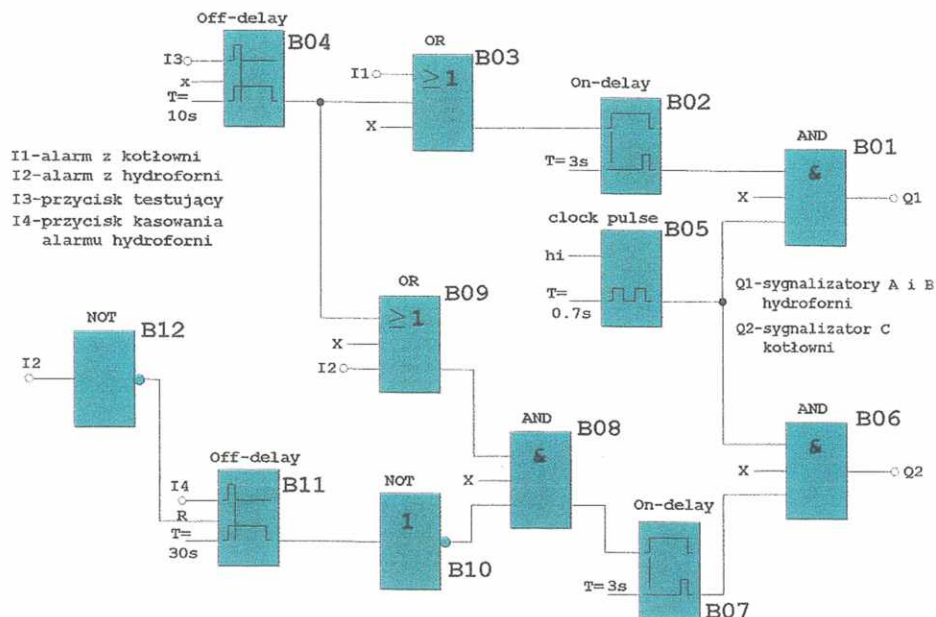 Off-delay
B04
I3
x
T=
10s
OR
B03
I1
≥1
X
On-delay
B02
T=3s
AND
B01
&
X
Q1
I1-alarm z kotłowni
I2-alarm z hydroforni
I3-przycisk testujący
I4-przycisk kasowania
alarmu hydroforni
clock pulse
B05
hi
T=
0.7s
Q1-sygnalizatory A i B
hydroforni
Q2-sygnalizator C
kotłowni
OR
B09
≥1
X
I2
NOT
B12
I2
AND
B08
&
X
AND
B06
&
X
Q2
Off-delay
B11
I4
R
T=
30s
NOT
1
B10
On-delay
T=3s
B07